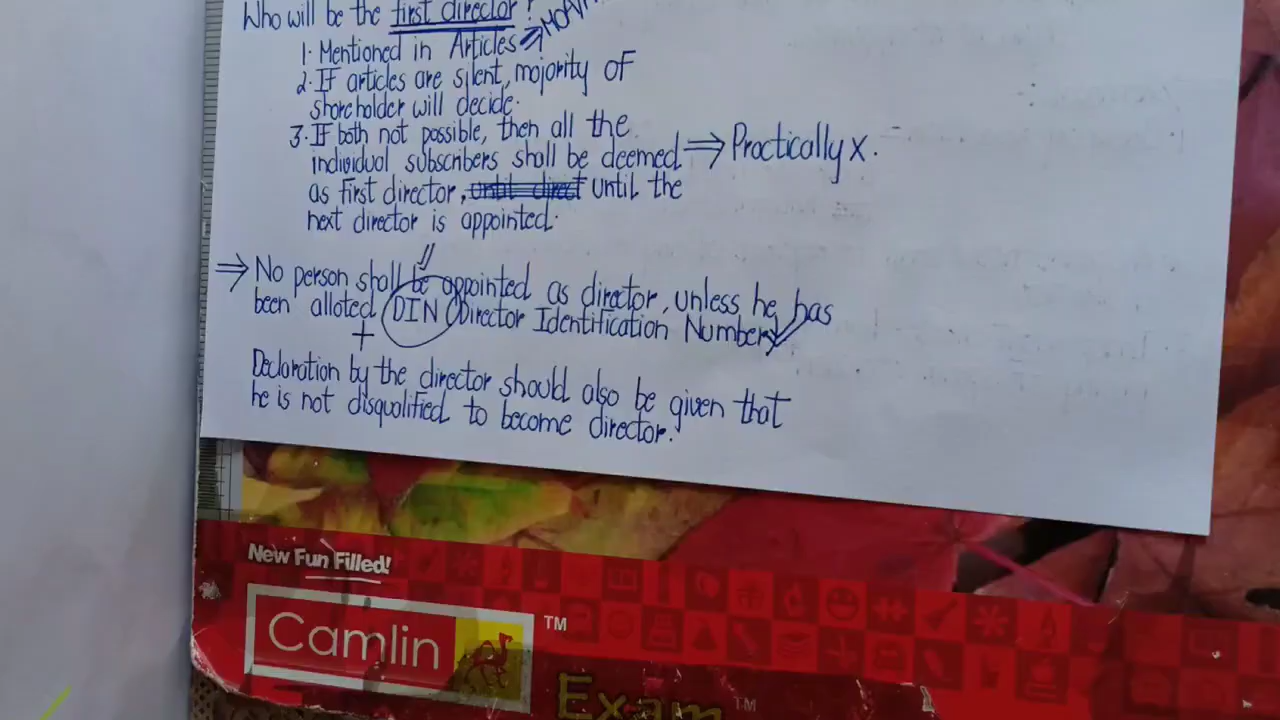 Who will be the first director?
1. Mentioned in Articles
2. If articles are silent, majority of
shareholder will decide.
3. If both not possible, then all the
individual subscribers shall be deemed ⇒ Practically x.
as first director, until direct until the
next director is appointed.
⇒ No person shall be appointed as director, unless he has
been alloted DIN (Director Identification Number)
+
Declaration by the director should also be given that
he is not disqualified to become director.
New Fun Filled!
Camlin TM
Exam TM